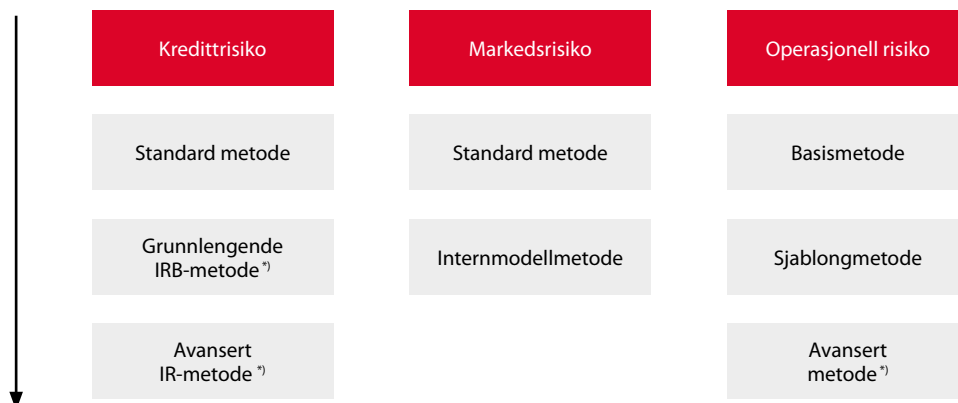 Kredittrisiko
Markedsrisiko
Operasjonell risiko
Standard metode
Standard metode
Basismetode
Grunnlengende
IRB-metode *)
Internmodellmetode
Sjablongmetode
Avansert
IR-metode *)
Avansert
metode *)